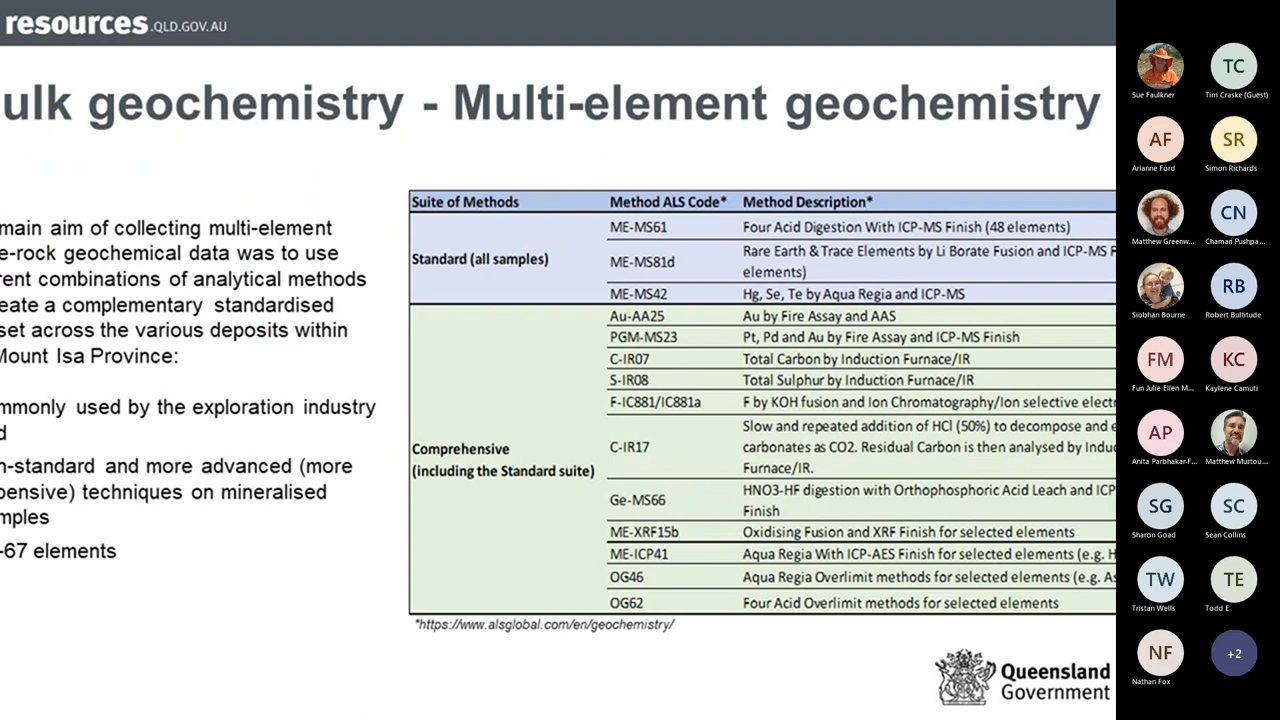 resources.QLD.GOV.AU
ulk geochemistry - Multi-element geochemistry
main aim of collecting multi-element
e-rock geochemical data was to use
rent combinations of analytical methods
eate a complementary standardised
set across the various deposits within
Mount Isa Province:
mmonly used by the exploration industry
d
n-standard and more advanced (more
pensive) techniques on mineralised
mples
-67 elements
Suite of Methods Method ALS Code* Method Description*
Standard (all samples)
ME-MS61 Four Acid Digestion With ICP-MS Finish (48 elements)
ME-MS81d Rare Earth & Trace Elements by Li Borate Fusion and ICP-MS F
elements)
ME-MS42 Hg, Se, Te by Aqua Regia and ICP-MS
Comprehensive
(including the Standard suite)
Au-AA25 Au by Fire Assay and AAS
PGM-MS23 Pt, Pd and Au by Fire Assay and ICP-MS Finish
C-IR07 Total Carbon by Induction Furnace/IR
S-IR08 Total Sulphur by Induction Furnace/IR
F-IC881/IC881a F by KOH fusion and Ion Chromatography/Ion selective electr
C-IR17 Slow and repeated addition of HCl (50%) to decompose and e
carbonates as CO2. Residual Carbon is then analysed by Induc
Furnace/IR.
Ge-MS66 HNO3-HF digestion with Orthophosphoric Acid Leach and ICP
Finish
ME-XRF15b Oxidising Fusion and XRF Finish for selected elements
ME-ICP41 Aqua Regia With ICP-AES Finish for selected elements (e.g. H
OG46 Aqua Regia Overlimit methods for selected elements (e.g. As
OG62 Four Acid Overlimit methods for selected elements
*https://www.alsglobal.com/en/geochemistry/
Queensland
Government
Sue Faulkner
TC
Tim Craske (Guest)
AF
Arianne Ford
SR
Simon Richards
Matthew Greenw...
CN
Chamari Pushpa...
Siobhan Bourne
RB
Robert Bultitude
FM
Fun Julie Ellen M...
KC
Kaylene Camuti
AP
Anita Parbhakar-F...
Matthew Murtou...
SG
Sharon Goad
SC
Sean Collins
TW
Tristan Wells
TE
Todd E
NF
Nathan Fox
+2